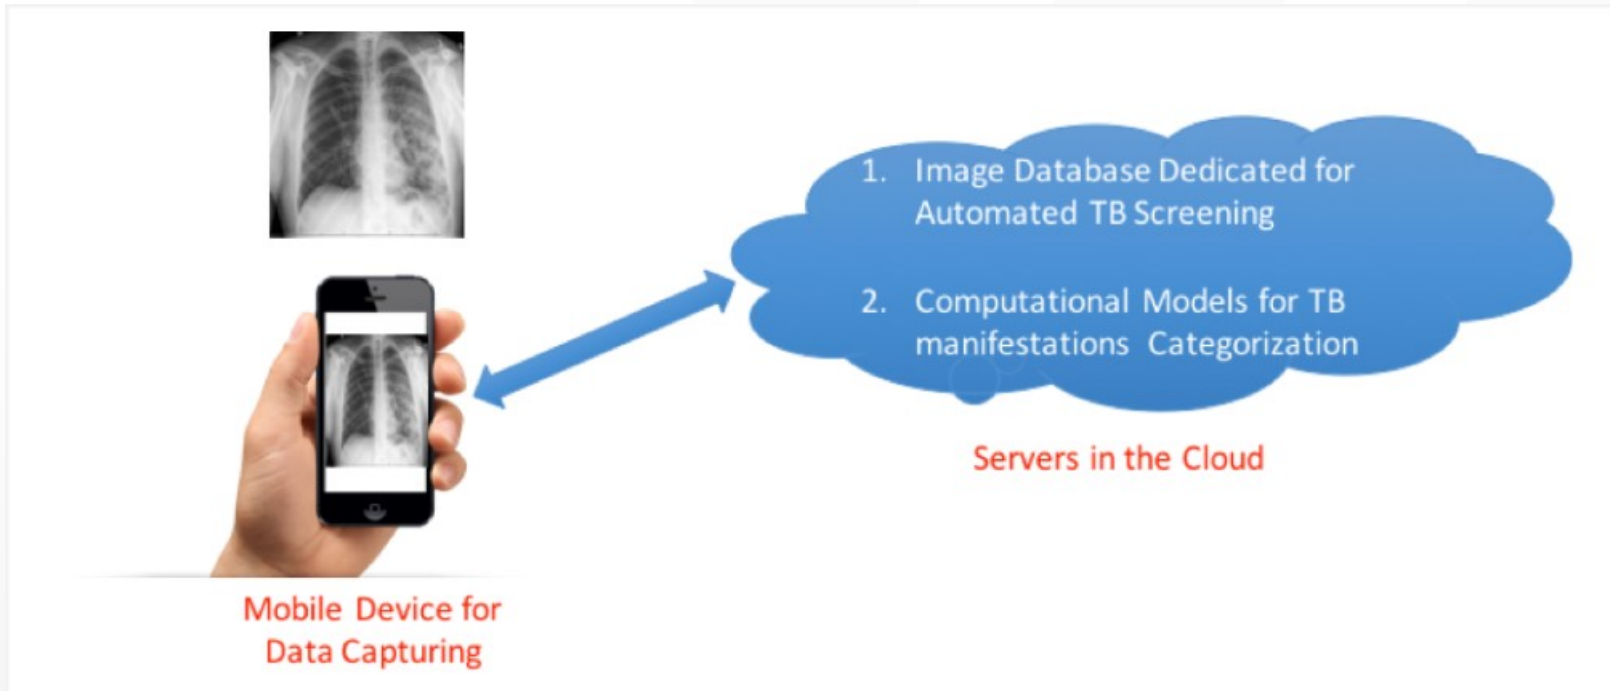 1. Image Database Dedicated for
Automated TB Screening
2. Computational Models for TB
manifestations Categorization
Servers in the Cloud
Mobile Device for
Data Capturing